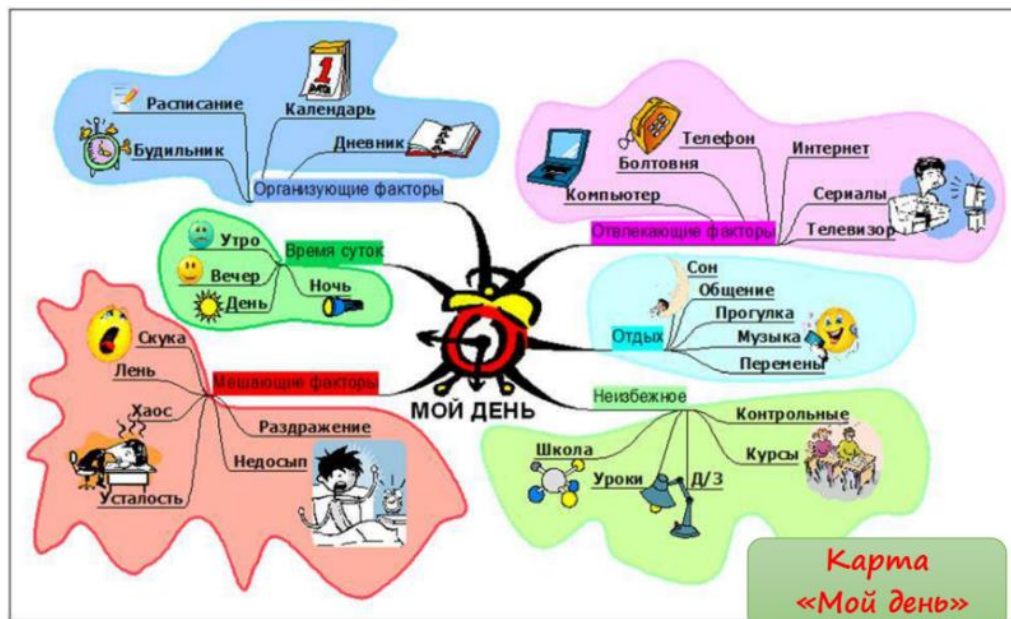 Расписание
Календарь
Будильник
Дневник
Организующие факторы
Телефон
Интернет
Болтовня
Компьютер
Сериалы
Телевизор
Отвлекающие факторы
Утро
Время суток
Вечер
Ночь
День
Сон
Общение
Прогулка
Отдых
Музыка
Перемены
Скука
Лень
Мешающие факторы
Хаос
Раздражение
Недосып
Усталость
МОЙ ДЕНЬ
Неизбежное
Контрольные
Школа
Курсы
Уроки
Д/З
1
ДАТА
Карта
«Мой день»